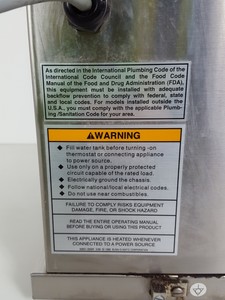 As directed in the International Plumbing Code of the
International Code Council and the Food Code
Manual of the Food and Drug Administration (FDA),
this equipment must be installed with adequate
backflow prevention to comply with federal, state
and local codes. For models installed outside the
U.S.A., you must comply with the applicable Plumb-
ing /Sanitation Code for your area.
WARNING
Fill water tank before turning -on
thermostat or connecting appliance
to power source.
Use only on a properly protected
circuit capable of the rated load.
Electrically ground the chassis.
Follow national/local electrical codes.
Do not use near combustibles.
FAILURE TO COMPLY RISKS EQUIPMENT
DAMAGE, FIRE, OR SHOCK HAZARD
READ THE ENTIRE OPERATING MANUAL
BEFORE BUYING OR USING THIS PRODUCT
THIS APPLIANCE IS HEATED WHENEVER
CONNECTED TO A POWER SOURCE